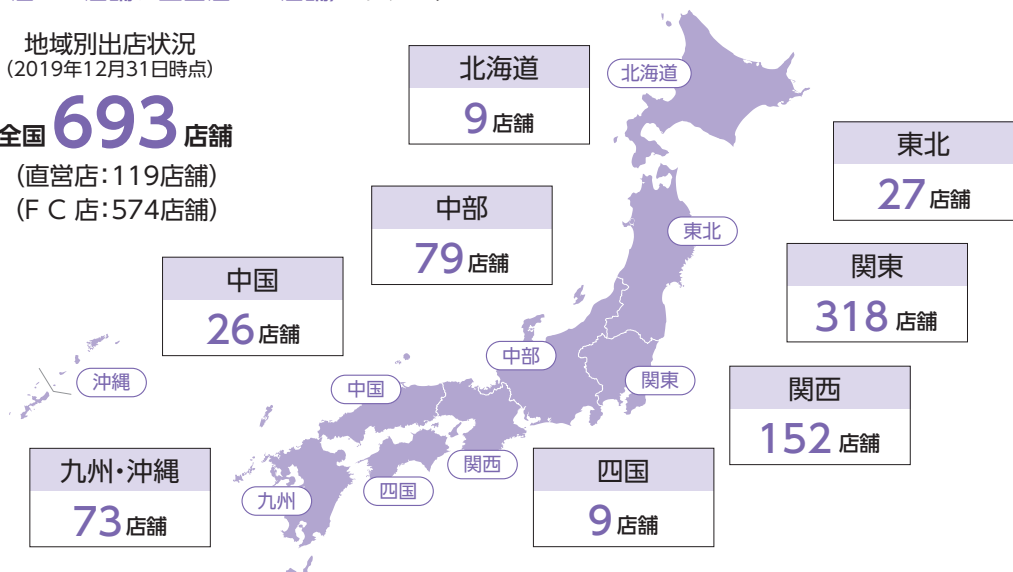 地域別出店状況
(2019年12月31日時点)
全国693店舗
(直営店:119店舗)
(F C 店:574店舗)
北海道
9店舗
北海道
東北
27店舗
中部
79店舗
東北
関東
318店舗
中国
26店舗
中部
沖縄
中国
関東
関西
152店舗
九州・沖縄
73店舗
関西
四国
九州
四国
9店舗